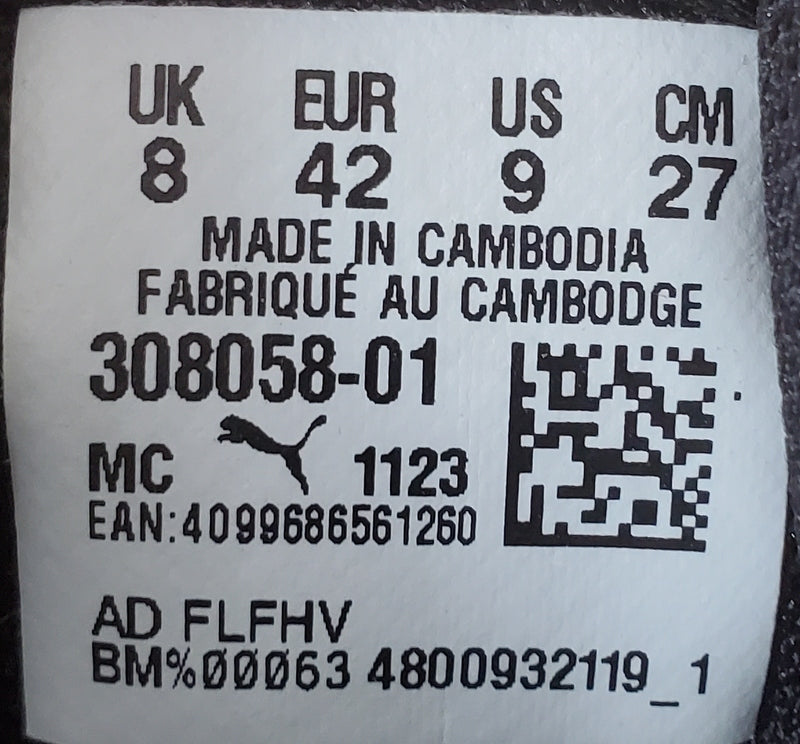 UK EUR US CM
8 42 9 27
MADE IN CAMBODIA
FABRIQUÉ AU CAMBODGE
308058-01
MC 1123
EAN:4099686561260
AD FLFHV
BM%ØØØ63 4800932119_1